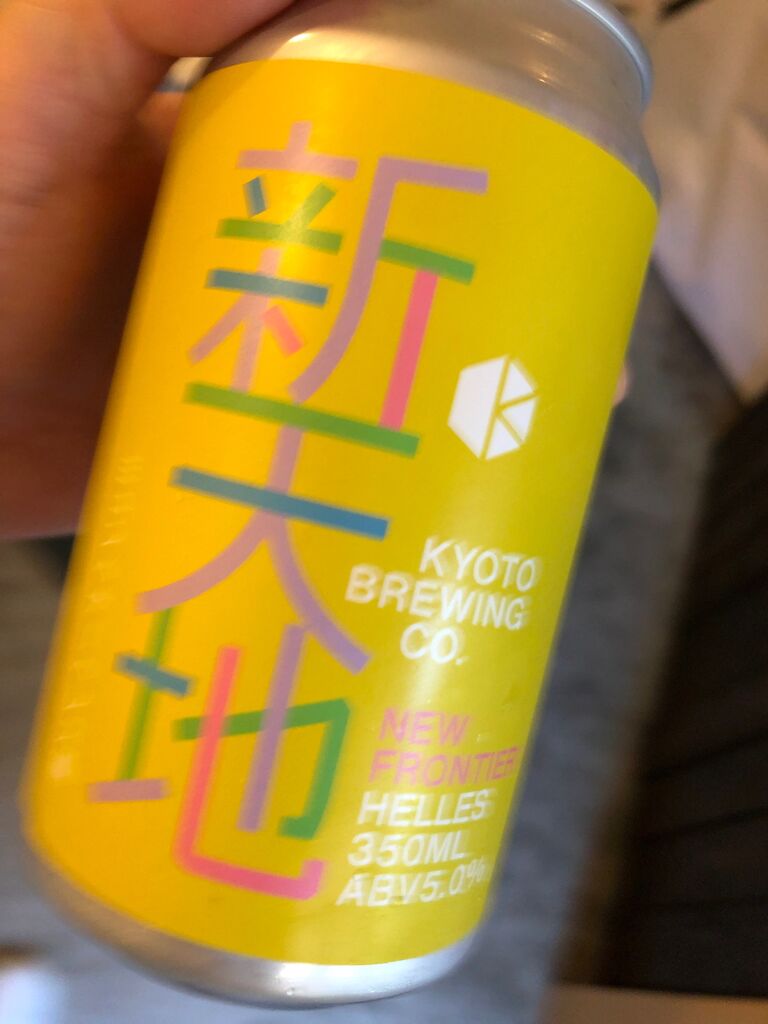 新天地
KYOTO
BREWING
CO.
NEW
FRONTIER
HELLES
350ML
ABV5.0%